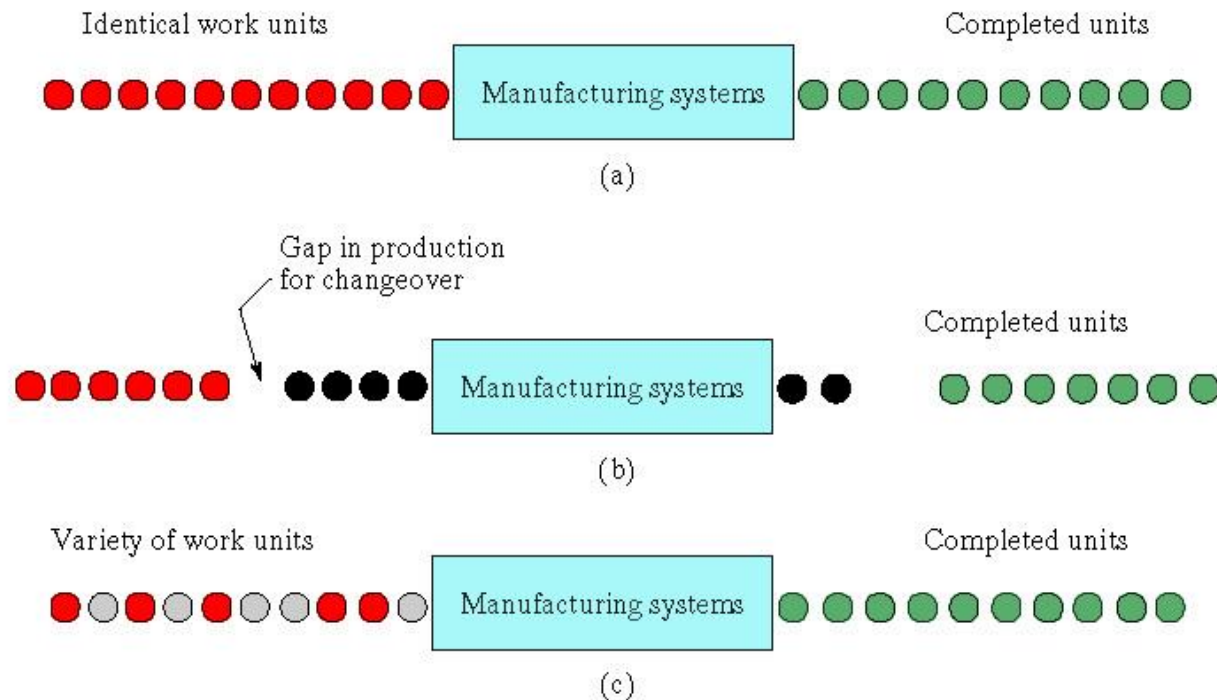 Identical work units
Completed units
Manufacturing systems
(a)
Gap in production
for changeover
Completed units
Manufacturing systems
(b)
Variety of work units
Completed units
Manufacturing systems
(c)